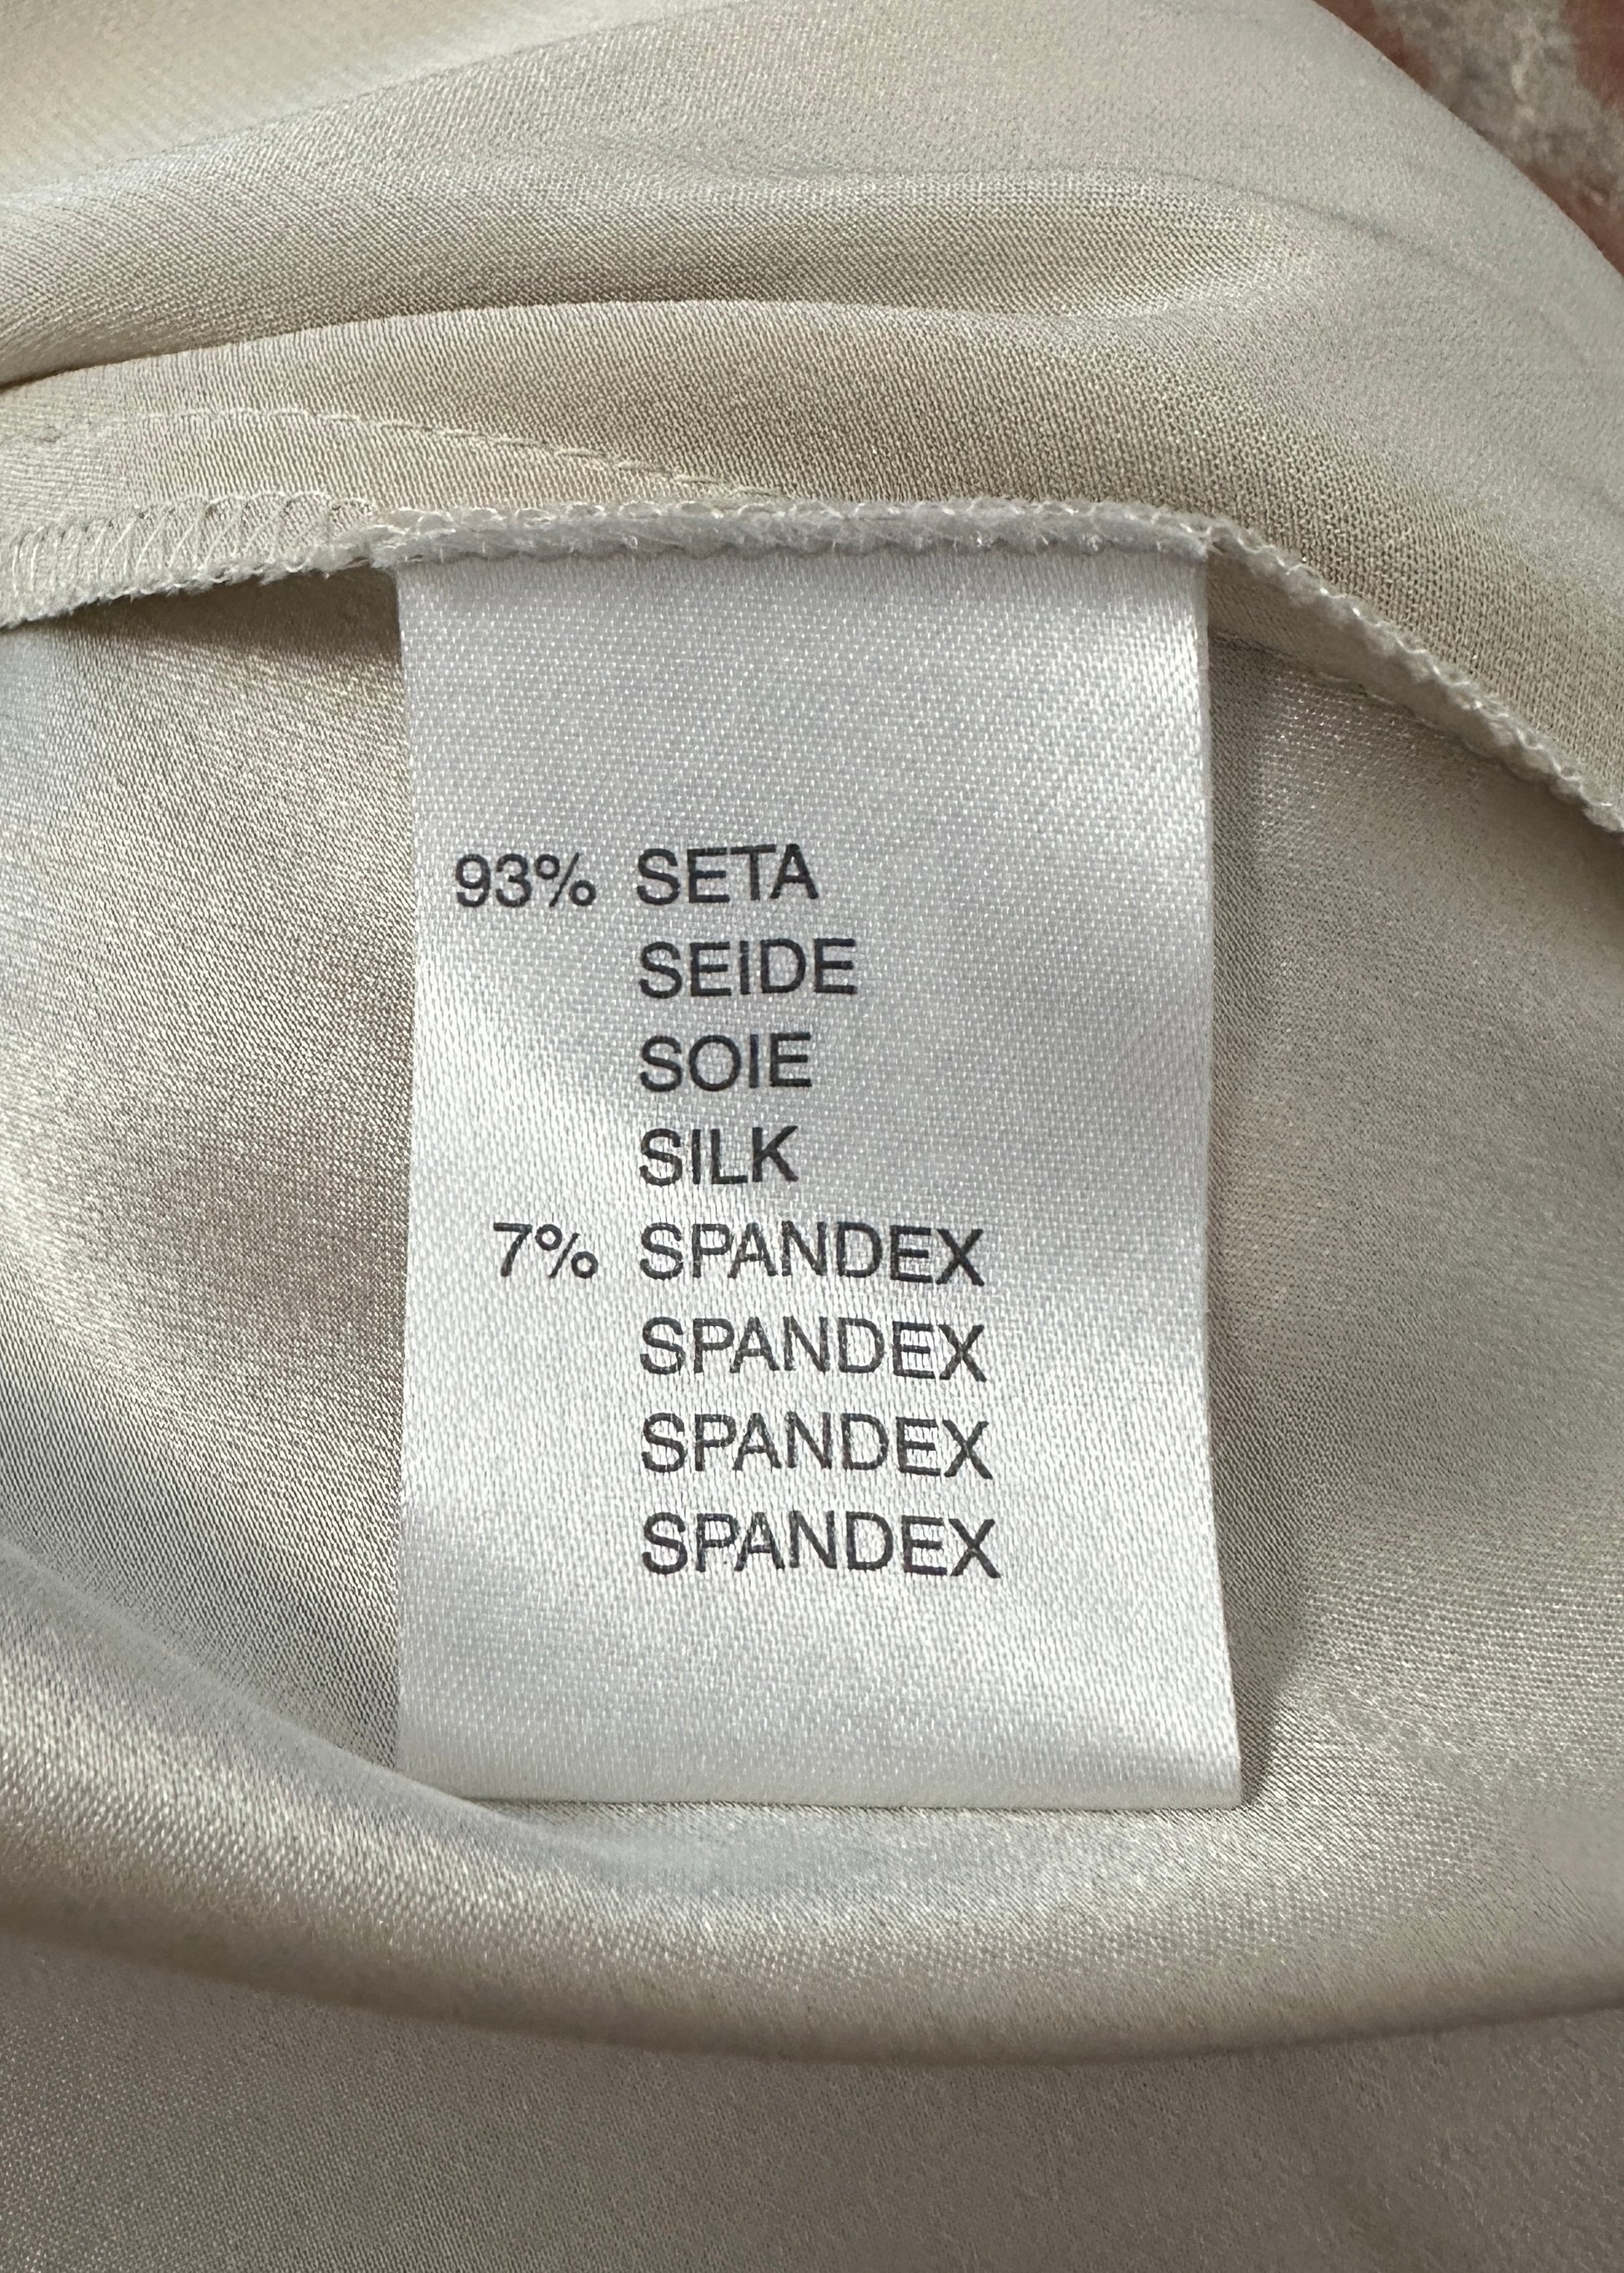 93% SETA
SEIDE
SOIE
SILK
7% SPANDEX
SPANDEX
SPANDEX
SPANDEX